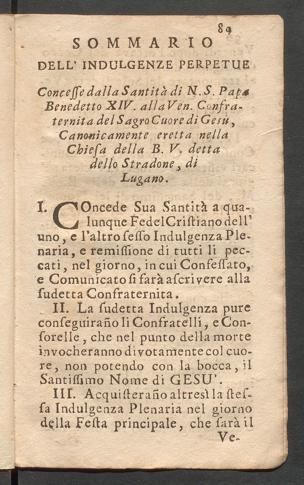 89
SOMMARIO
DELL' INDULGENZE PERPETUE
Concesse dalla Santità di N. S. Papa
Benedetto XIV. alla Ven. Confra-
ternita del Sagro Cuore di Gesù,
Canonicamente eretta nella
Chiesa della B. V. detta
dello Stradone, di
Lugano.
I. COncede Sua Santità a qua-
lunque Fedel Cristiano dell'
uno, e l'altro sesso Indulgenza Ple-
naria, e remissione di tutti li pec-
cati, nel giorno, in cui Confessato,
e Comunicato si farà ascrivere alla
sudetta Confraternita.
II. La sudetta Indulgenza pure
conseguiraño li Confratelli, e Con-
sorelle, che nel punto della morte
invocheranno divotamente col cuo-
re, non potendo con la bocca, il
Santissimo Nome di GESU'.
III. Acquisteraño altresì la stes-
sa Indulgenza Plenaria nel giorno
della Festa principale, che sarà il
Ve-